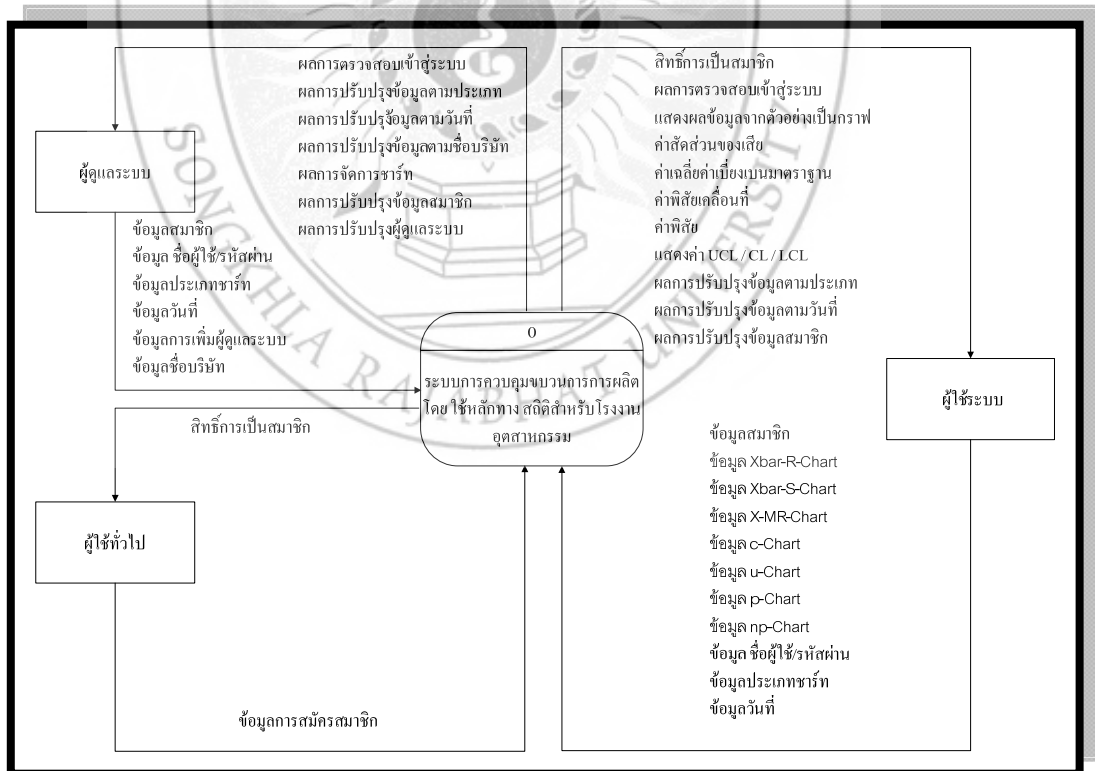 ผลการตรวจสอบเข้าสู่ระบบ
ผลการปรับปรุงข้อมูลตามประเภท
ผลการปรับปรุงข้อมูลตามวันที่
ผลการปรับปรุงข้อมูลตามชื่อบริษัท
ผลการจัดการชาร์ท
ผลการปรับปรุงข้อมูลสมาชิก
ผลการปรับปรุงผู้ดูแลระบบ
สิทธิ์การเป็นสมาชิก
ผลการตรวจสอบเข้าสู่ระบบ
แสดงผลข้อมูลจากตัวอย่างเป็นกราฟ
ค่าสัดส่วนของเสีย
ค่าเฉลี่ยค่าเบี่ยงเบนมาตราฐาน
ค่าพิสัยเคลื่อนที่
ค่าพิสัย
แสดงค่า UCL / CL / LCL
ผลการปรับปรุงข้อมูลตามประเภท
ผลการปรับปรุงข้อมูลตามวันที่
ผลการปรับปรุงข้อมูลสมาชิก
ผู้ดูแลระบบ
ข้อมูลสมาชิก
ข้อมูล ชื่อผู้ใช้/รหัสผ่าน
ข้อมูลประเภทชาร์ท
ข้อมูลวันที่
ข้อมูลการเพิ่มผู้ดูแลระบบ
ข้อมูลชื่อบริษัท
0
ระบบการควบคุมขบวนการการผลิต
โดย ใช้หลักทาง สถิติสำหรับโรงงาน
อุตสาหกรรม
ผู้ใช้ระบบ
สิทธิ์การเป็นสมาชิก
ผู้ใช้ทั่วไป
ข้อมูลสมาชิก
ข้อมูล Xbar-R-Chart
ข้อมูล Xbar-S-Chart
ข้อมูล X-MR-Chart
ข้อมูล c-Chart
ข้อมูล u-Chart
ข้อมูล p-Chart
ข้อมูล np-Chart
ข้อมูล ชื่อผู้ใช้/รหัสผ่าน
ข้อมูลประเภทชาร์ท
ข้อมูลวันที่
ข้อมูลการสมัครสมาชิก
SONGKHLA RAJABHAT UNIVERSITY